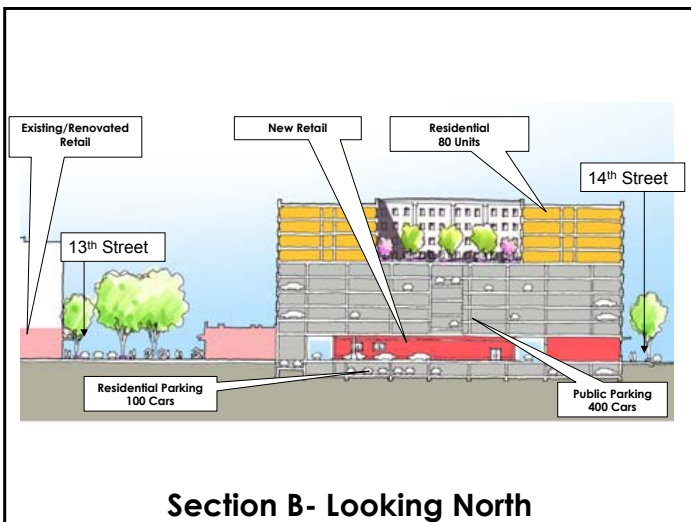 Existing/Renovated
Retail
New Retail
Residential
80 Units
14th Street
13th Street
Residential Parking
100 Cars
Public Parking
400 Cars
Section B- Looking North